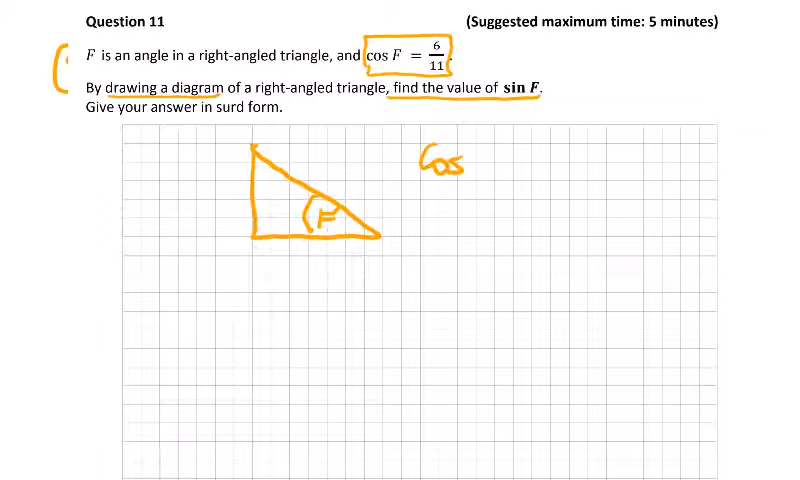 Question 11 (Suggested maximum time: 5 minutes)
F is an angle in a right-angled triangle, and cos F = 6/11.
By drawing a diagram of a right-angled triangle, find the value of sin F.
Give your answer in surd form.
Cos
F